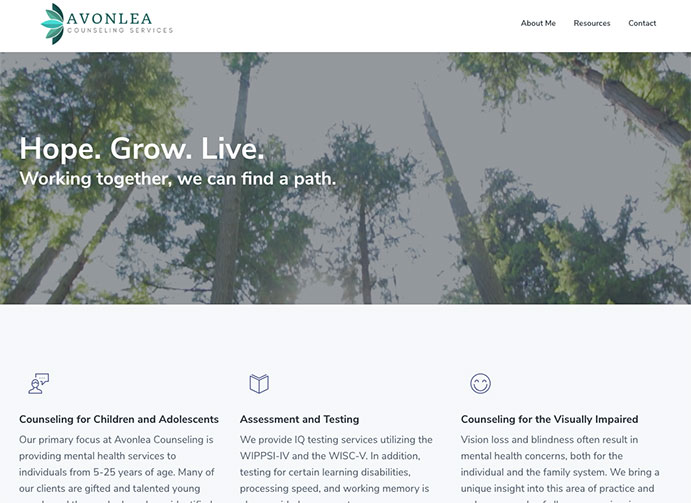 AVONLEA
COUNSELING SERVICES
About Me Resources Contact
Hope. Grow. Live.
Working together, we can find a path.
Counseling for Children and Adolescents
Our primary focus at Avonlea Counseling is
providing mental health services to
individuals from 5-25 years of age. Many of
our clients are gifted and talented young
Assessment and Testing
We provide IQ testing services utilizing the
WIPPSI-IV and the WISC-V. In addition,
testing for certain learning disabilities,
processing speed, and working memory is
Counseling for the Visually Impaired
Vision loss and blindness often result in
mental health concerns, both for the
individual and the family system. We bring a
unique insight into this area of practice and